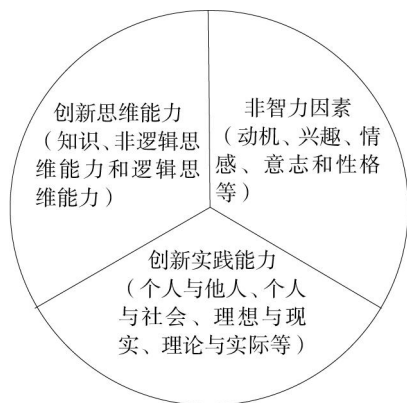 创新思维能力
（知识、非逻辑思
维能力和逻辑思
维能力）
非智力因素
（动机、兴趣、情
感、意志和性格
等）
创新实践能力
（个人与他人、个人
与社会、理想与现
实、理论与实际等）